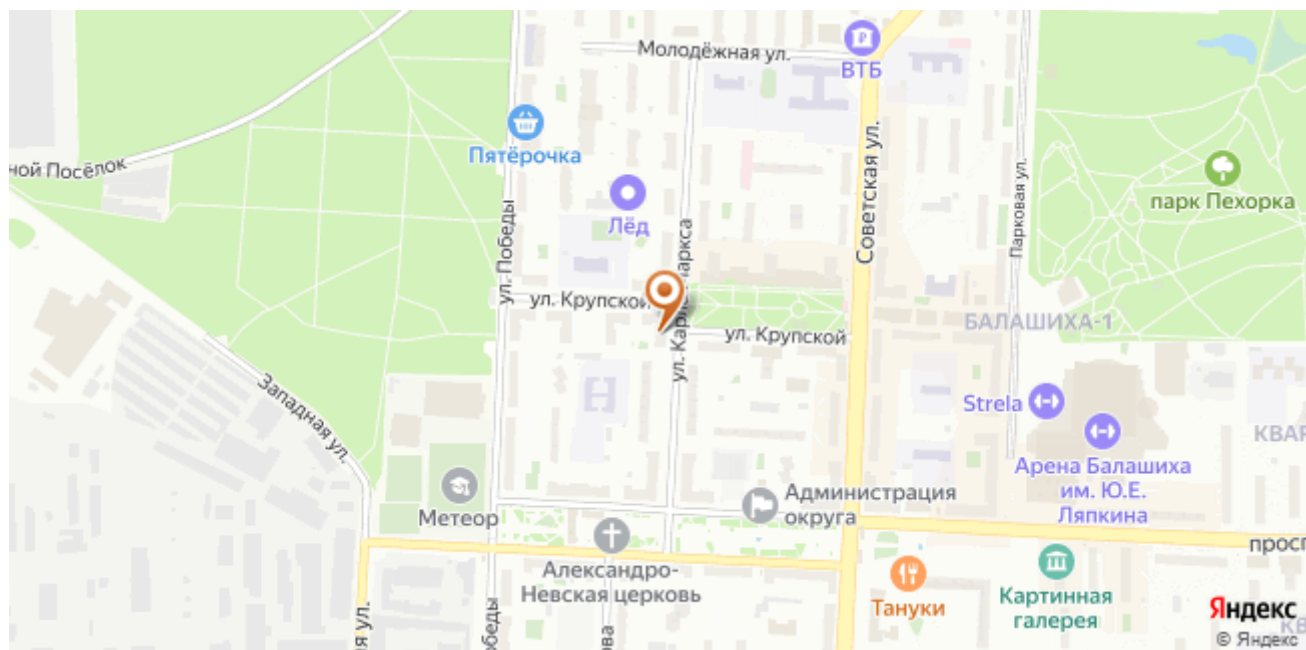 Молодёжная ул.
ВТБ
Пятёрочка
ной Посёлок
Советская ул.
парк Пехорка
Лёд
ул. Победы
Парковая ул.
ул. Крупской
ул. Крупской
БАЛАШИХА-1
Западная ул.
Strela
КВАР
Арена Балашиха
им. Ю.Е.
Ляпкина
Администрация
округа
Метеор
просп
Александро-
Невская церковь
Тануки
Картинная
галерея
Яндекс
© Яндекс